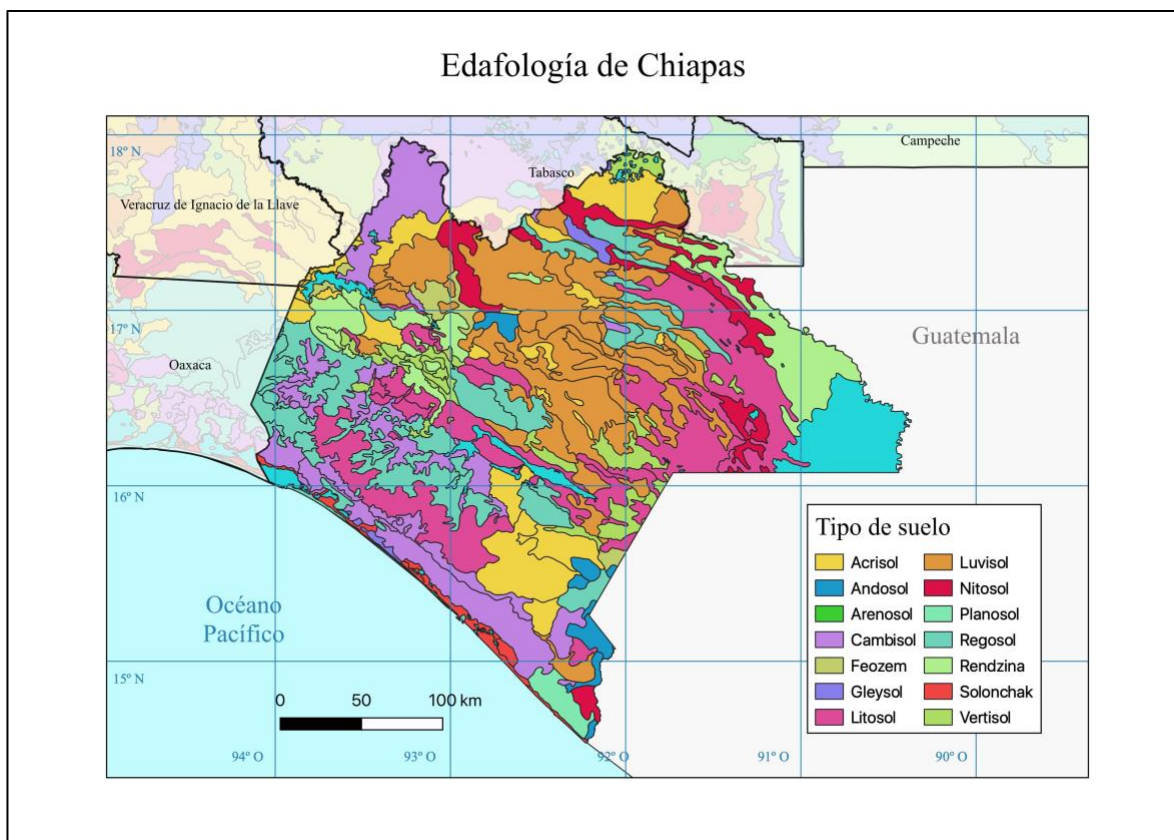 Edafología de Chiapas
18º N
Campeche
Tabasco
Veracruz de Ignacio de la Llave
17º N
Guatemala
Oaxaca
16º N
Tipo de suelo
Acrisol
Luvisol
Andosol
Nitosol
Arenosol
Planosol
Cambisol
Regosol
Feozem
Rendzina
Gleysol
Solonchak
Litosol
Vertisol
Océano
Pacífico
15º N
0 50 100 km
94º O
93º O
92º O
91º O
90º O